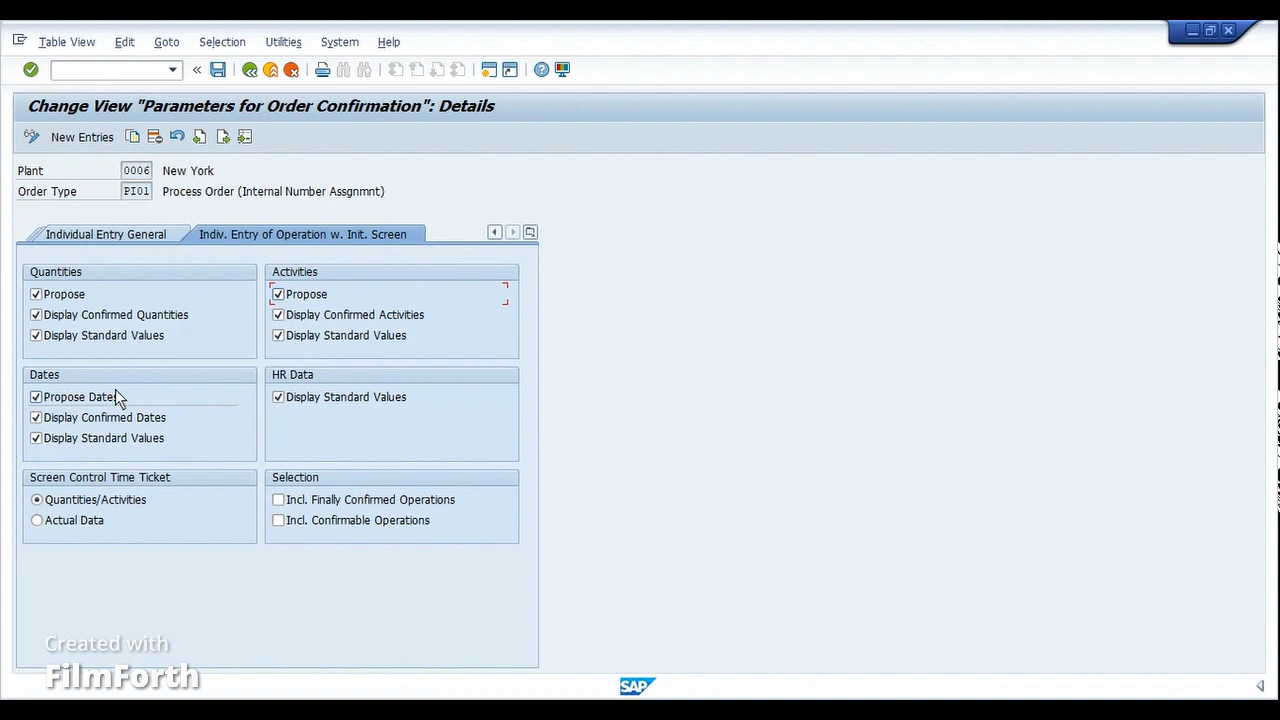 Table View Edit Goto Selection Utilities System Help
Change View "Parameters for Order Confirmation": Details
New Entries
Plant 0006 New York
Order Type PI01 Process Order (Internal Number Assgnmnt)
Individual Entry General Indiv. Entry of Operation w. Init. Screen
Quantities
Propose
Display Confirmed Quantities
Display Standard Values
Activities
Propose
Display Confirmed Activities
Display Standard Values
Dates
Propose Dates
Display Confirmed Dates
Display Standard Values
HR Data
Display Standard Values
Screen Control Time Ticket
Quantities/Activities
Actual Data
Selection
Incl. Finally Confirmed Operations
Incl. Confirmable Operations
Created with
FilmForth
SAP